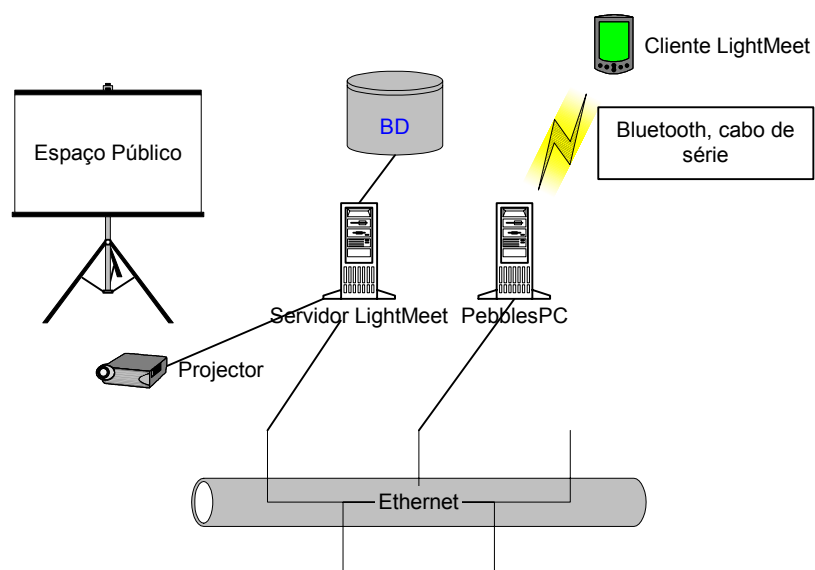 Cliente LightMeet
BD
Bluetooth, cabo de
série
Espaço Público
Servidor LightMeet
PebblesPC
Projector
Ethernet